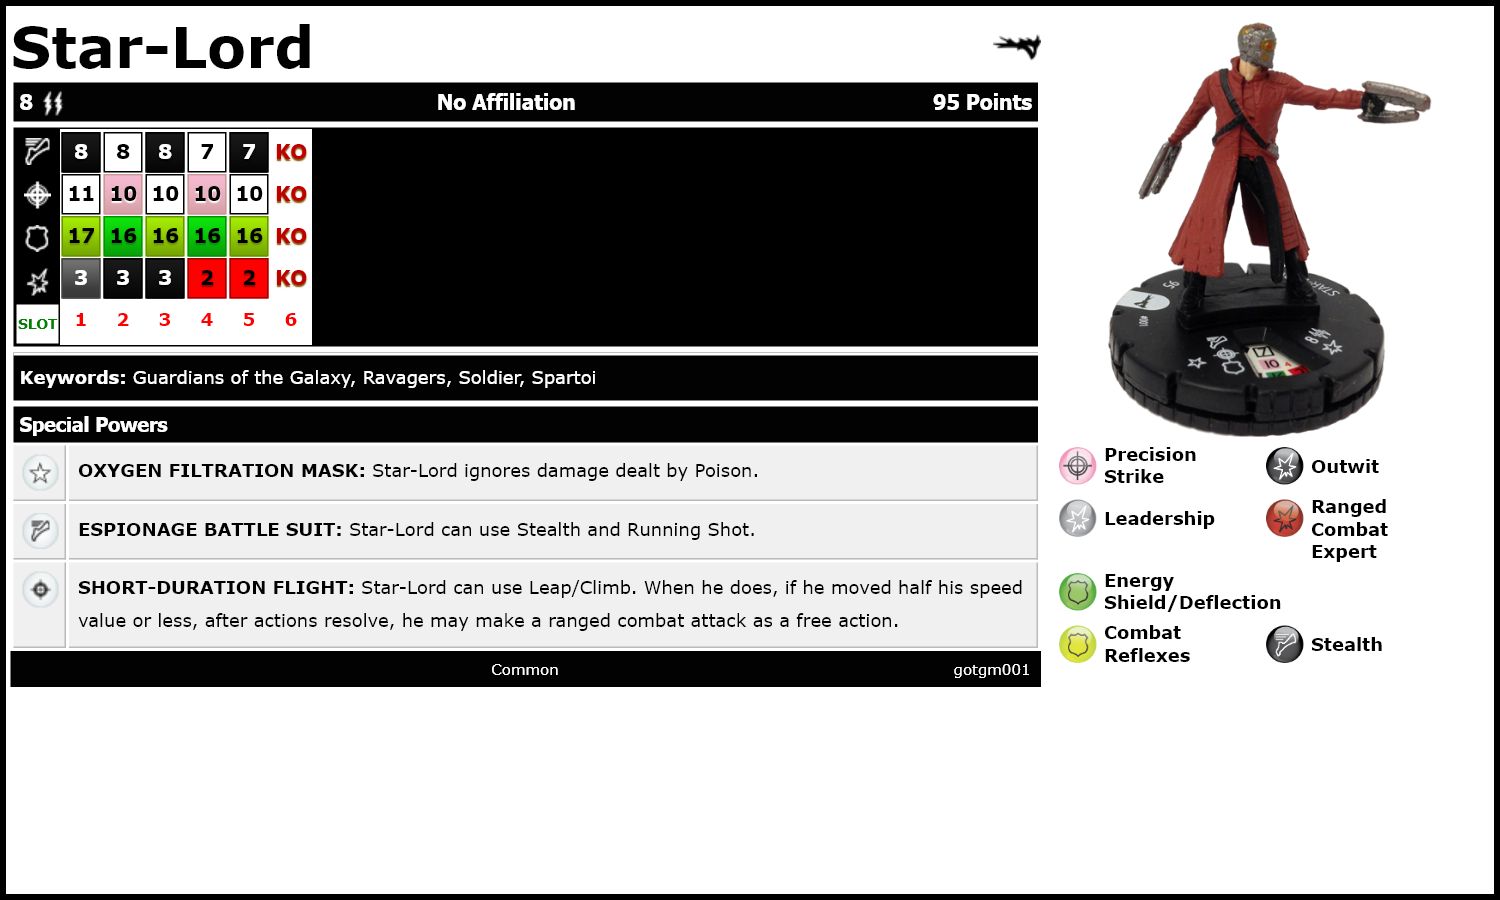 Star-Lord
8 No Affiliation 95 Points
8 8 8 7 7 KO
11 10 10 10 10 KO
17 16 16 16 16 KO
3 3 3 2 2 KO
SLOT 1 2 3 4 5 6
Keywords: Guardians of the Galaxy, Ravagers, Soldier, Spartoi
Special Powers
OXYGEN FILTRATION MASK: Star-Lord ignores damage dealt by Poison.
ESPIONAGE BATTLE SUIT: Star-Lord can use Stealth and Running Shot.
SHORT-DURATION FLIGHT: Star-Lord can use Leap/Climb. When he does, if he moved half his speed
value or less, after actions resolve, he may make a ranged combat attack as a free action.
Common gotgm001
95
STAR-
#001
8
7
10
Precision
Strike
Outwit
Leadership
Ranged
Combat
Expert
Energy
Shield/Deflection
Combat
Reflexes
Stealth